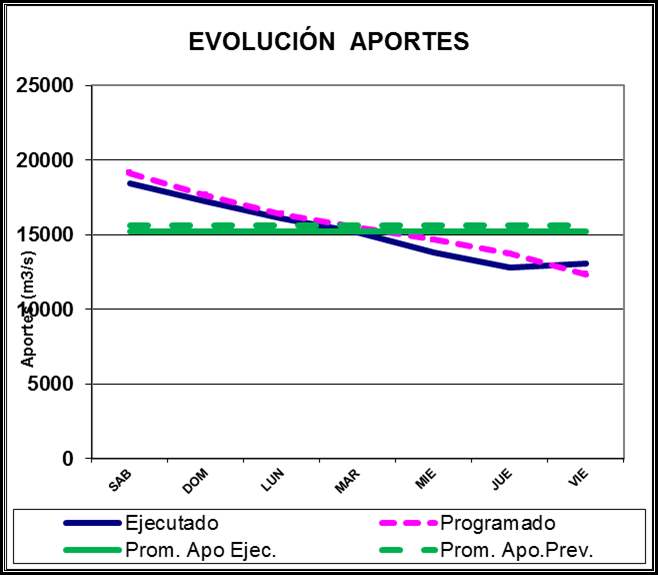 EVOLUCIÓN APORTES
25000
20000
15000
10000
5000
0
Aportes (m3/s)
SAB DOM LUN MAR MIE JUE VIE
Ejecutado Programado
Prom. Apo Ejec. Prom. Apo.Prev.